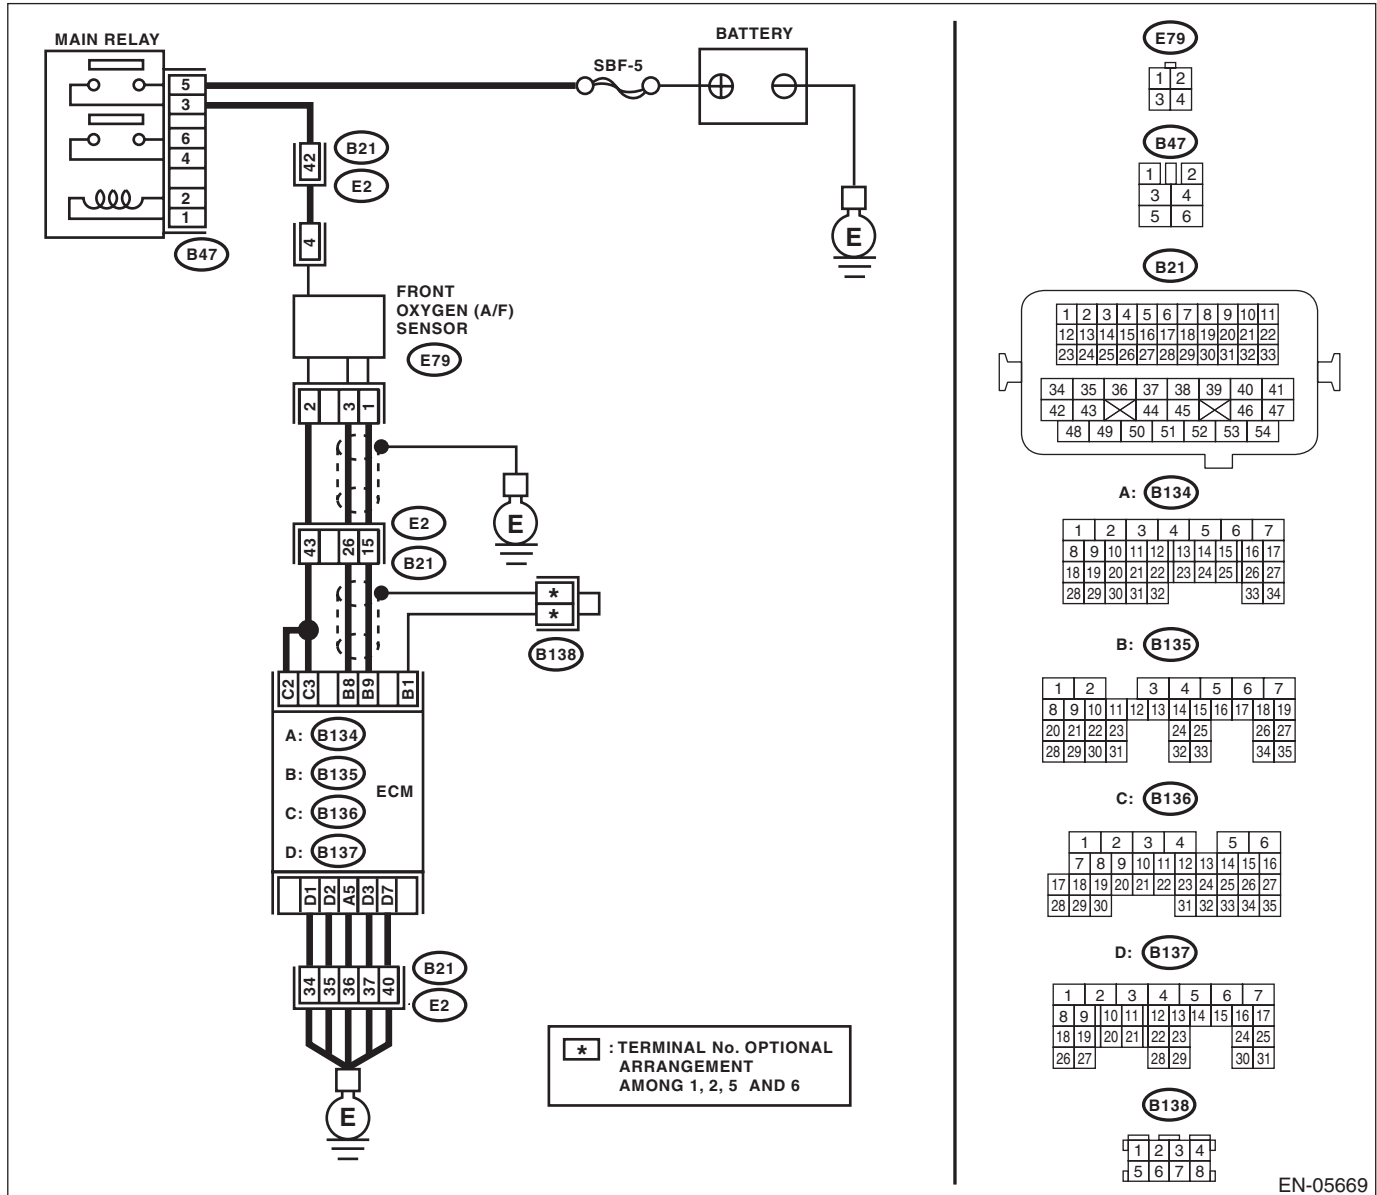 MAIN RELAY
5
3
6
4
2
1
B47
SBF-5
BATTERY
E
42
B21
E2
4
FRONT
OXYGEN (A/F)
SENSOR
E79
2 3 1
E
E2
43 26 15
B21
*
*
B138
C2 C3 B8 B9 B1
A: B134
B: B135
ECM
C: B136
D: B137
D1 D2 A5 D3 D7
B21
34 35 36 37 40
E2
E
* : TERMINAL No. OPTIONAL
ARRANGEMENT
AMONG 1, 2, 5 AND 6
E79
1 2
3 4
B47
1 2
3 4
5 6
B21
1 2 3 4 5 6 7 8 9 10 11
12 13 14 15 16 17 18 19 20 21 22
23 24 25 26 27 28 29 30 31 32 33
34 35 36 37 38 39 40 41
42 43 44 45 46 47
48 49 50 51 52 53 54
A: B134
1 2 3 4 5 6 7
8 9 10 11 12 13 14 15 16 17
18 19 20 21 22 23 24 25 26 27
28 29 30 31 32 33 34
B: B135
1 2 3 4 5 6 7
8 9 10 11 12 13 14 15 16 17 18 19
20 21 22 23 24 25 26 27
28 29 30 31 32 33 34 35
C: B136
1 2 3 4 5 6
7 8 9 10 11 12 13 14 15 16
17 18 19 20 21 22 23 24 25 26 27
28 29 30 31 32 33 34 35
D: B137
1 2 3 4 5 6 7
8 9 10 11 12 13 14 15 16 17
18 19 20 21 22 23 24 25
26 27 28 29 30 31
B138
1 2 3 4
5 6 7 8
EN-05669